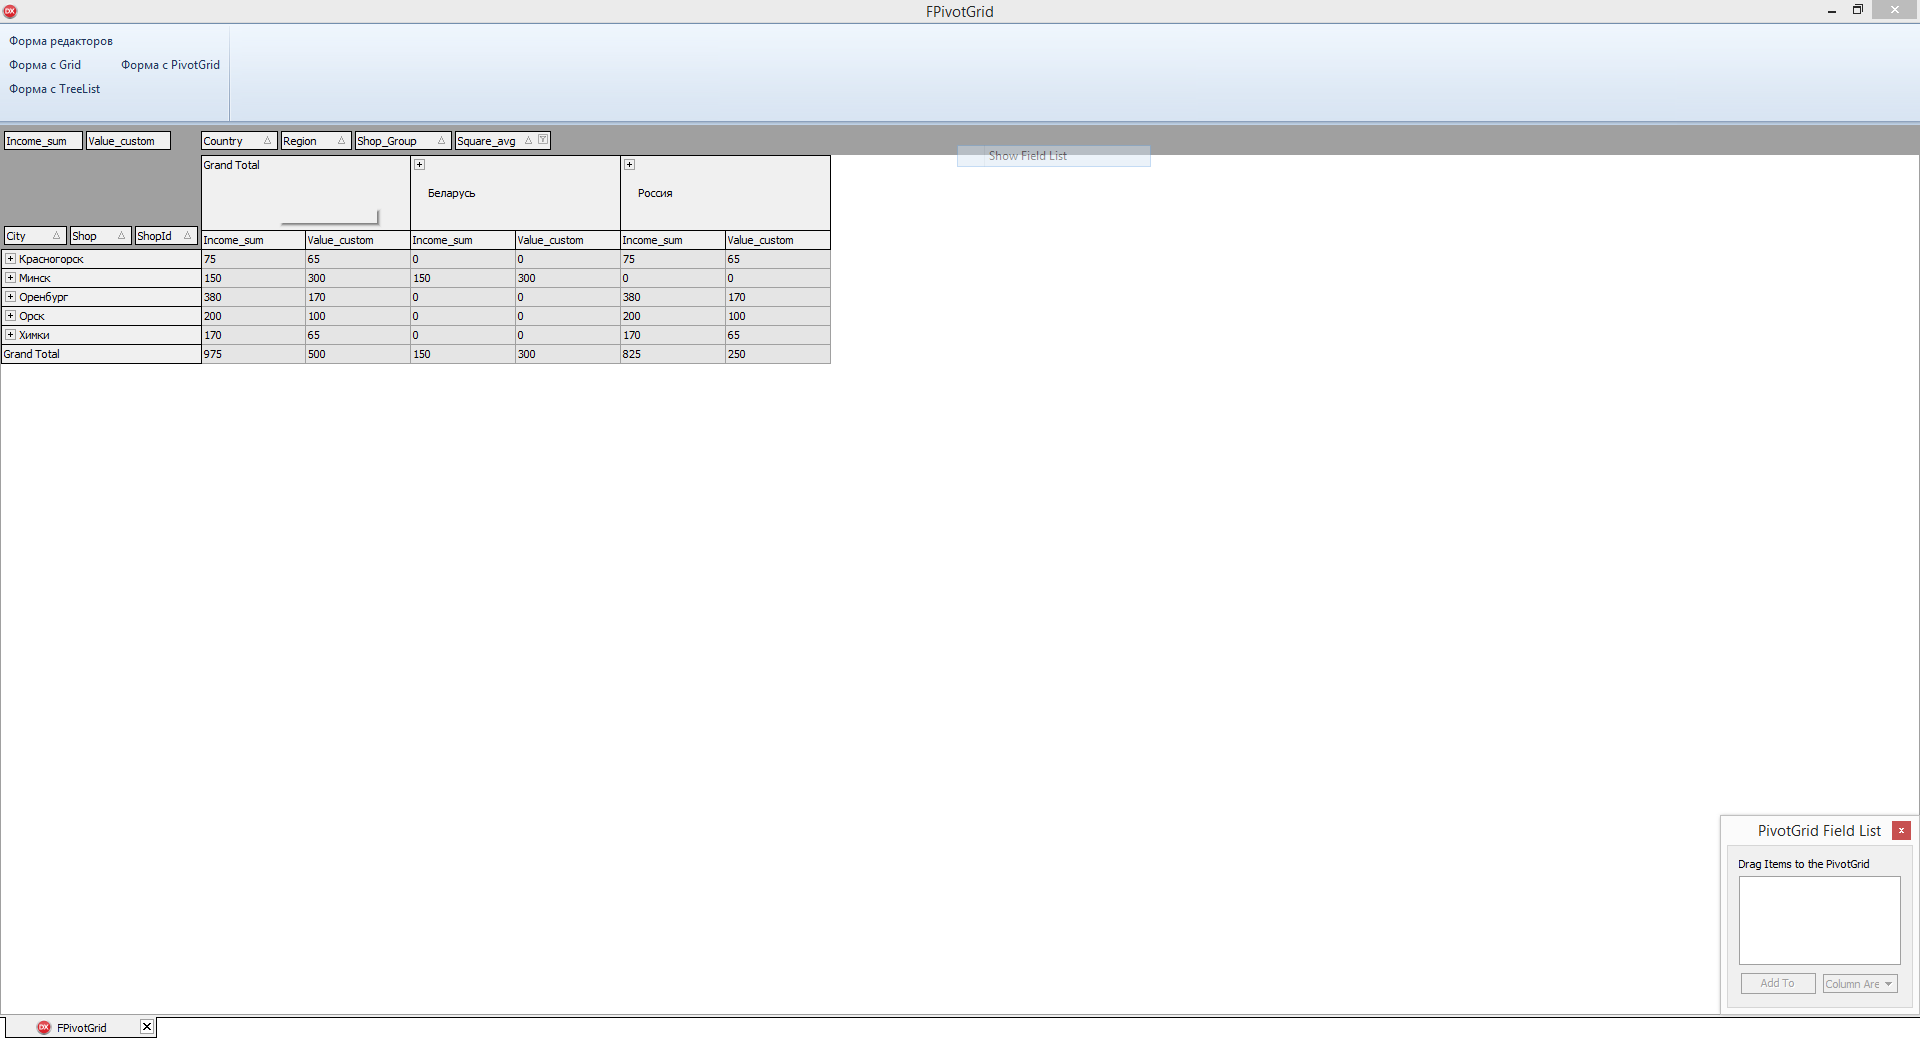 FPivotGrid
Форма редакторов
Форма с Grid Форма с PivotGrid
Форма с TreeList
Income_sum Value_custom Country Region Shop_Group Square_avg
Show Field List
Grand Total Беларусь Россия
City Shop ShopId Income_sum Value_custom Income_sum Value_custom Income_sum Value_custom
Красногорск 75 65 0 0 75 65
Минск 150 300 150 300 0 0
Оренбург 380 170 0 0 380 170
Орск 200 100 0 0 200 100
Химки 170 65 0 0 170 65
Grand Total 975 500 150 300 825 250
PivotGrid Field List
Drag Items to the PivotGrid
Add To Column Are
FPivotGrid